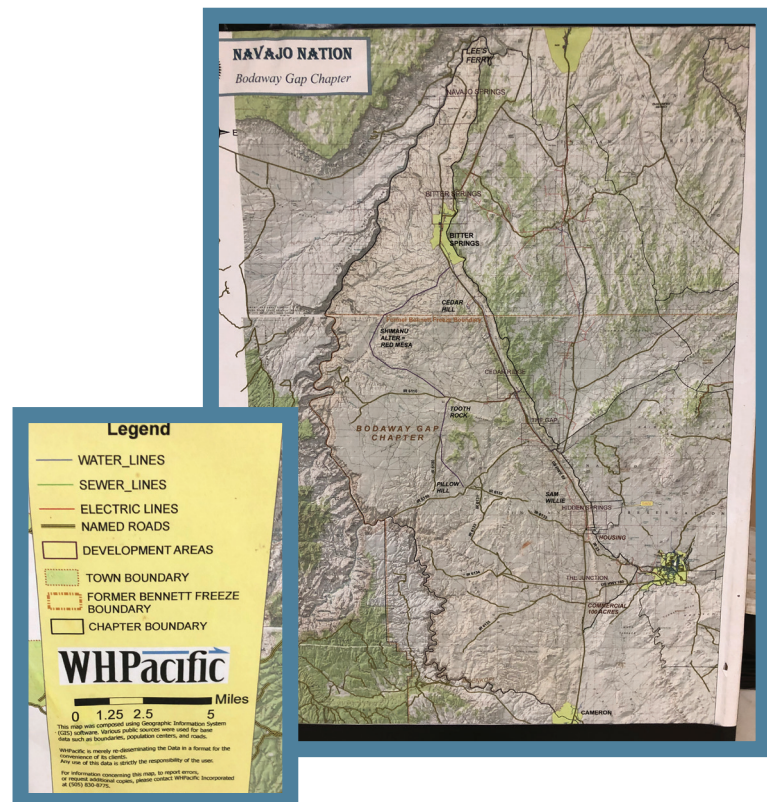 NAVAJO NATION
Bodaway Gap Chapter
LEE'S
FERRY
NAVAJO SPRINGS
E
BITTER SPRINGS
BITTER
SPRINGS
CEDAR
HILL
Former Bennett Freeze Boundary
SHIMANU
ALTER =
RED MESA
CEDAR RIDGE
TOOTH
ROCK
THE GAP
BODAWAY GAP
CHAPTER
PILLOW
HILL
SAM
WILLIE
HIDDEN SPRINGS
HOUSING
THE JUNCTION
COMMERCIAL
100 ACRES
CAMERON
Legend
WATER_LINES
SEWER_LINES
ELECTRIC LINES
NAMED ROADS
DEVELOPMENT AREAS
TOWN BOUNDARY
FORMER BENNETT FREEZE
BOUNDARY
CHAPTER BOUNDARY
WHPacific
Miles
0 1.25 2.5 5
This map was composed using Geographic Information System
(GIS) software. Various public sources were used for base
data such as boundaries, population centers, and roads.
WHPacific is merely re-disseminating the Data in a format for the
convenience of its clients.
Any use of this data is strictly the responsibility of the user.
For information concerning this map, to report errors,
or request additional copies, please contact WHPacific Incorporated
at (505) 830-8775.